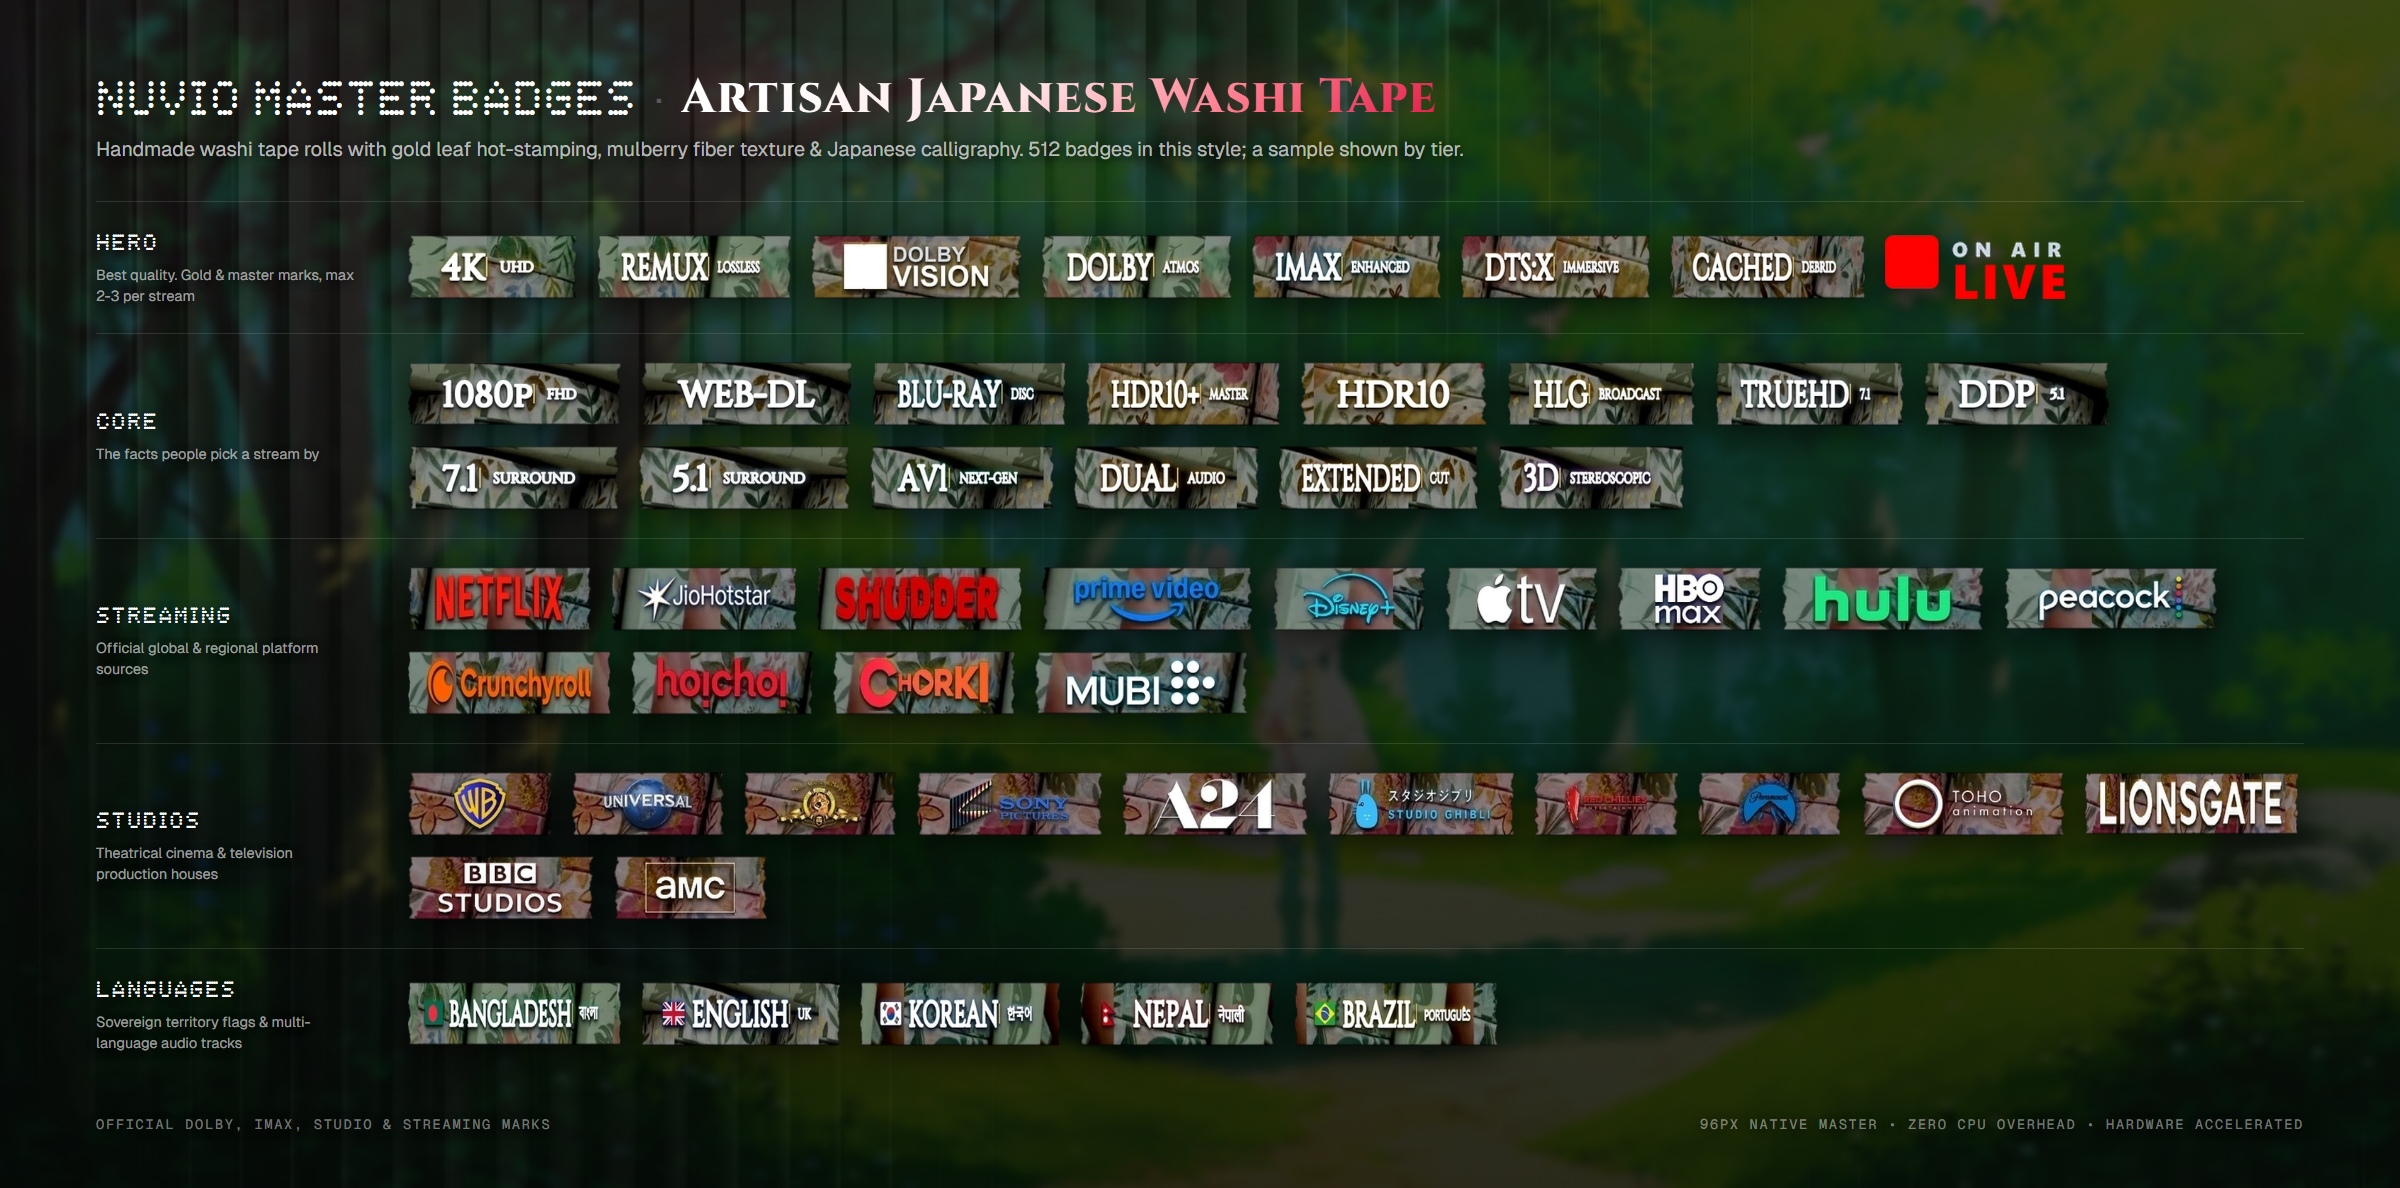 NUVIO MASTER BADGES · ARTISAN JAPANESE WASHI TAPE
Handmade washi tape rolls with gold leaf hot-stamping, mulberry fiber texture & Japanese calligraphy. 512 badges in this style; a sample shown by tier.
HERO
Best quality. Gold & master marks, max
2-3 per stream
4K UHD
REMUX LOSSLESS
DOLBY
VISION
DOLBY ATMOS
IMAX ENHANCED
DTS:X IMMERSIVE
CACHED DEBRID
ON AIR
LIVE
CORE
The facts people pick a stream by
1080P FHD
WEB-DL
BLU-RAY DISC
HDR10+ MASTER
HDR10
HLG BROADCAST
TRUEHD 7.1
DDP 5.1
7.1 SURROUND
5.1 SURROUND
AV1 NEXT-GEN
DUAL AUDIO
EXTENDED CUT
3D STEREOSCOPIC
STREAMING
Official global & regional platform
sources
NETFLIX
JioHotstar
SHUDDER
prime video
Disney+
tv
HBO
max
hulu
peacock
Crunchyroll
hoichoi
CHORKI
MUBI
STUDIOS
Theatrical cinema & television
production houses
WB
UNIVERSAL
SONY
PICTURES
A24
スタジオジブリ
STUDIO GHIBLI
RED CHILLIES
ENTERTAINMENT
Paramount
TOHO
animation
LIONSGATE
BBC
STUDIOS
aMC
LANGUAGES
Sovereign territory flags & multi-
language audio tracks
BANGLADESH বাংলা
ENGLISH UK
KOREAN 한국어
NEPAL नेपाली
BRAZIL PORTUGUÊS
OFFICIAL DOLBY, IMAX, STUDIO & STREAMING MARKS
96PX NATIVE MASTER • ZERO CPU OVERHEAD • HARDWARE ACCELERATED